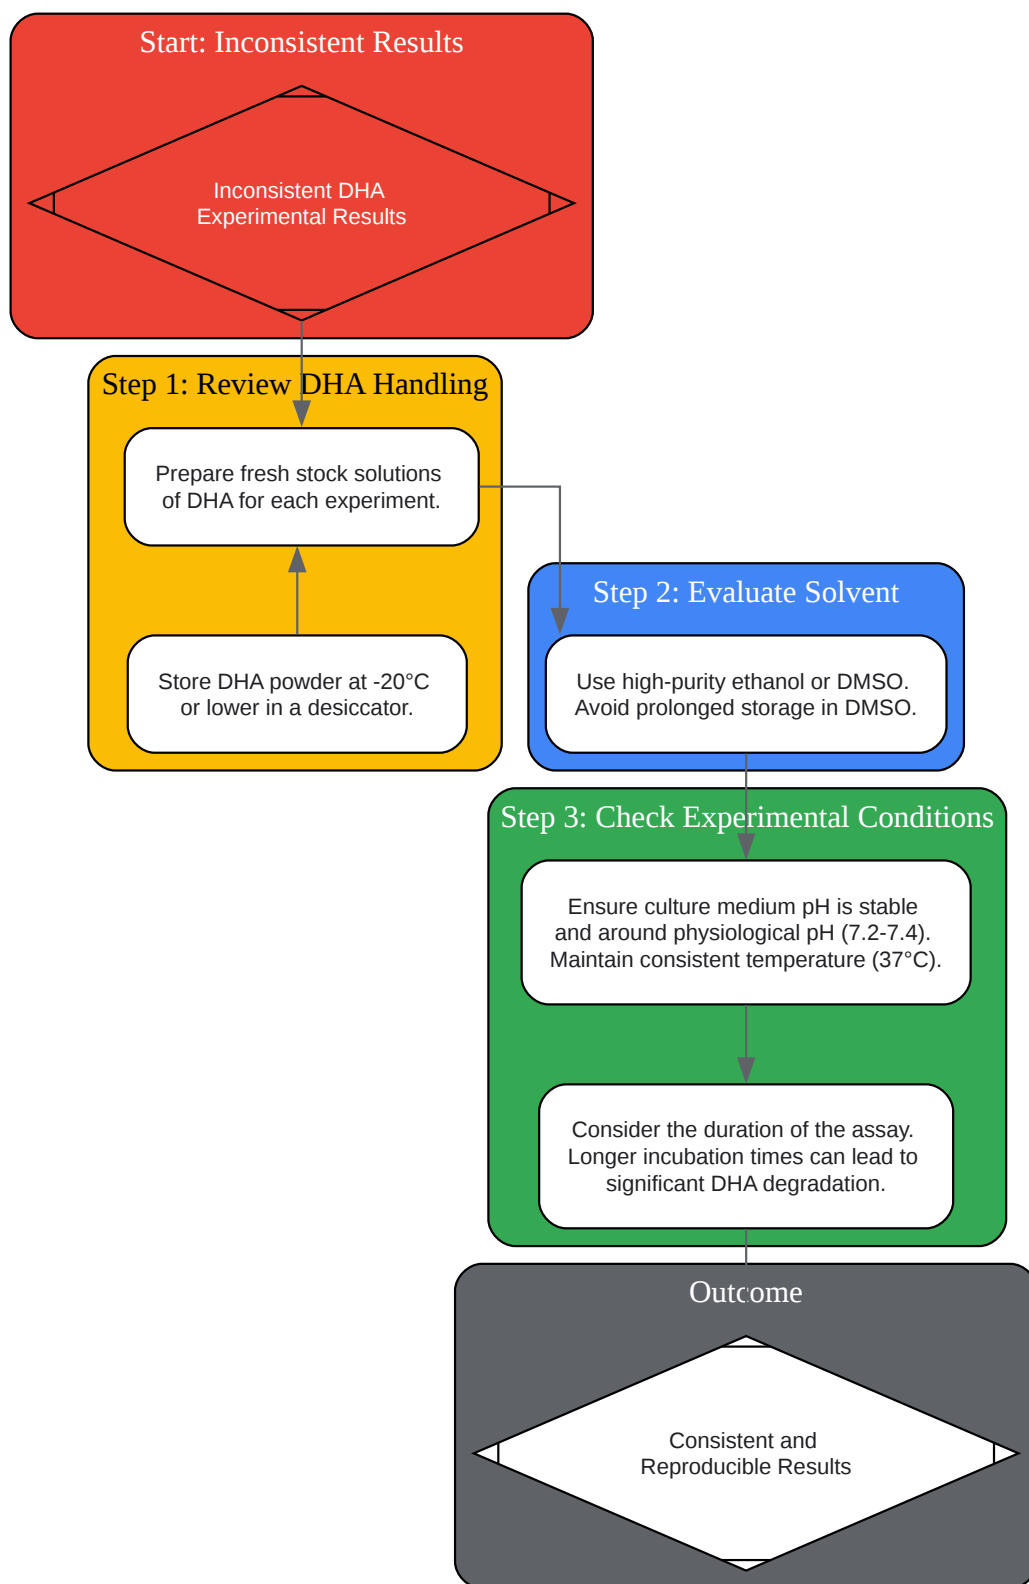 Start: Inconsistent Results
Inconsistent DHA
Experimental Results
Step 1: Review DHA Handling
Prepare fresh stock solutions
of DHA for each experiment.
Store DHA powder at -20°C
or lower in a desiccator.
Step 2: Evaluate Solvent
Use high-purity ethanol or DMSO.
Avoid prolonged storage in DMSO.
Step 3: Check Experimental Conditions
Ensure culture medium pH is stable
and around physiological pH (7.2-7.4).
Maintain consistent temperature (37°C).
Consider the duration of the assay.
Longer incubation times can lead to
significant DHA degradation.
Outcome
Consistent and
Reproducible Results